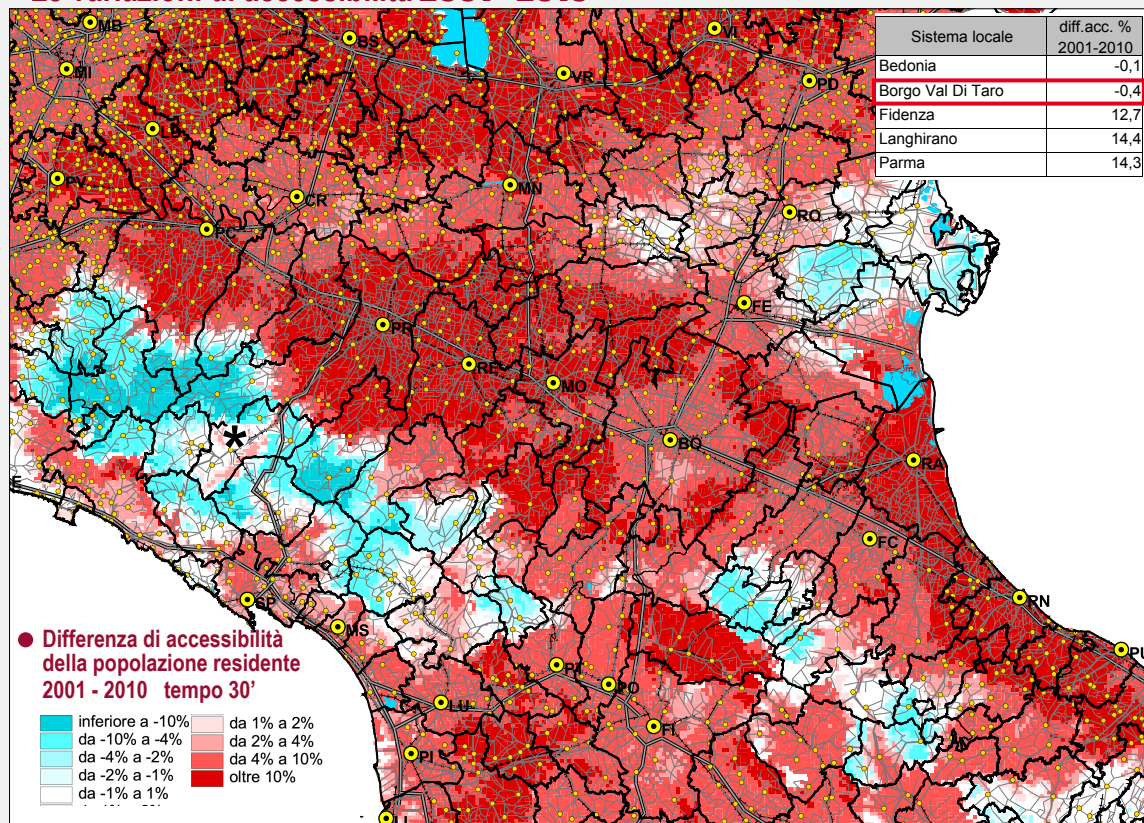 Sistema locale diff.acc. % 2001-2010
Bedonia -0,1
Borgo Val Di Taro -0,4
Fidenza 12,7
Langhirano 14,4
Parma 14,3
MB
BS
VI
MI
VR
PD
PV
CR
MN
RO
PC
FE
PR
RE
MO
BO
RA
*
FC
SP
RN
MS
PU
PO
LU
FI
PI
● Differenza di accessibilità
della popolazione residente
2001 - 2010 tempo 30’
inferiore a -10%
da -10% a -4%
da -4% a -2%
da -2% a -1%
da -1% a 1%
da 1% a 2%
da 2% a 4%
da 4% a 10%
oltre 10%